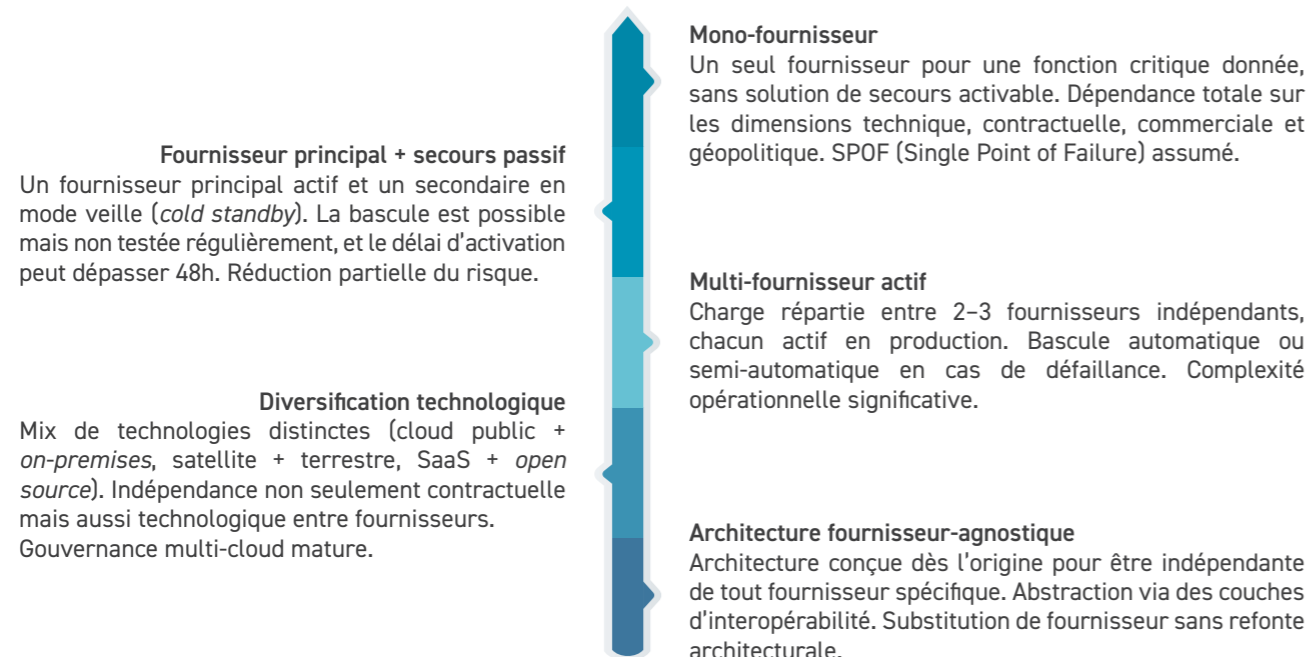 Mono-fournisseur
Un seul fournisseur pour une fonction critique donnée,
sans solution de secours activable. Dépendance totale sur
les dimensions technique, contractuelle, commerciale et
géopolitique. SPOF (Single Point of Failure) assumé.
Fournisseur principal + secours passif
Un fournisseur principal actif et un secondaire en
mode veille (cold standby). La bascule est possible
mais non testée régulièrement, et le délai d'activation
peut dépasser 48h. Réduction partielle du risque.
Multi-fournisseur actif
Charge répartie entre 2–3 fournisseurs indépendants,
chacun actif en production. Bascule automatique ou
semi-automatique en cas de défaillance. Complexité
opérationnelle significative.
Diversification technologique
Mix de technologies distinctes (cloud public +
on-premises, satellite + terrestre, SaaS + open
source). Indépendance non seulement contractuelle
mais aussi technologique entre fournisseurs.
Gouvernance multi-cloud mature.
Architecture fournisseur-agnostique
Architecture conçue dès l'origine pour être indépendante
de tout fournisseur spécifique. Abstraction via des couches
d'interopérabilité. Substitution de fournisseur sans refonte
architecturale.